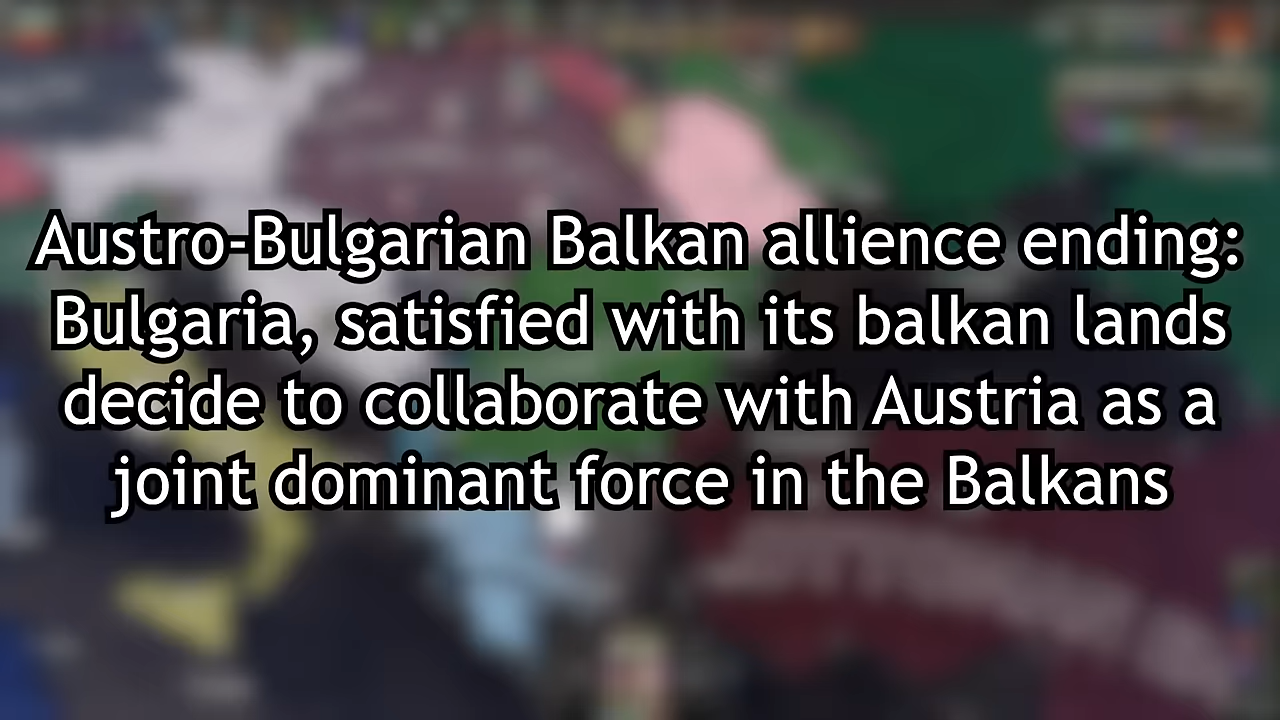 Austro-Bulgarian Balkan allience ending:
Bulgaria, satisfied with its balkan lands
decide to collaborate with Austria as a
joint dominant force in the Balkans